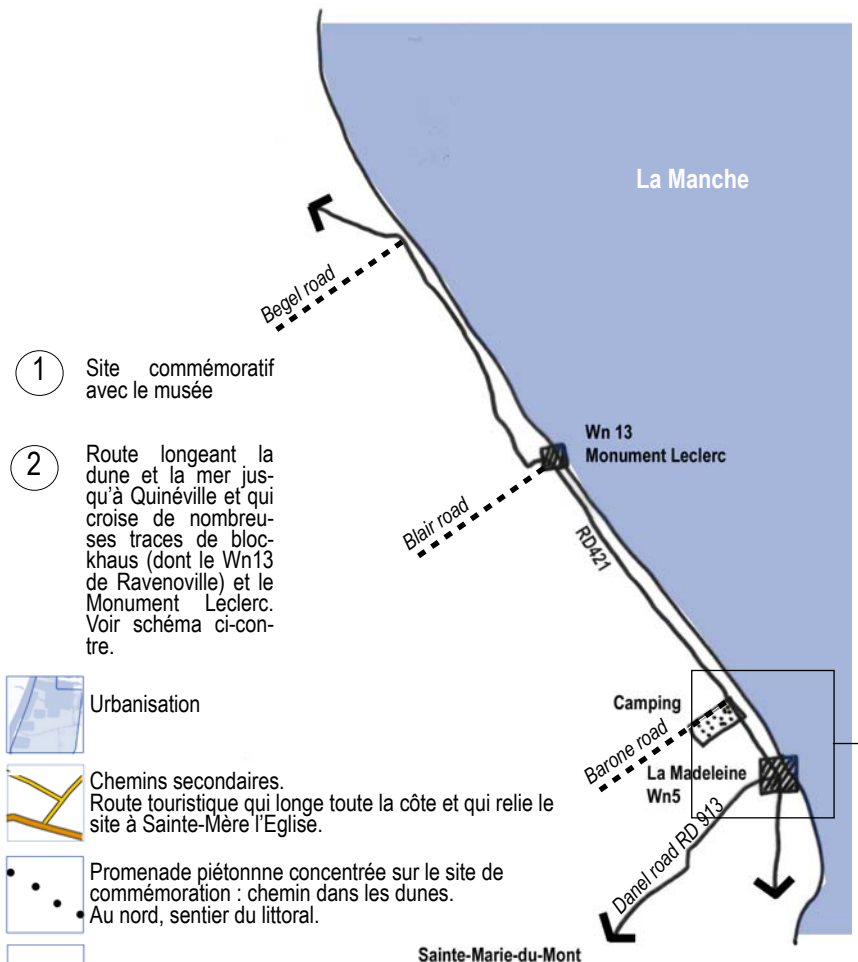 La Manche
Begel road
1
Site commémoratif
avec le musée
2
Route longeant la
dune et la mer jus-
qu'à Quinéville et qui
croise de nombreu-
ses traces de bloc-
khaus (dont le Wn13
de Ravenoville) et le
Monument Leclerc.
Voir schéma ci-con-
tre.
Wn 13
Monument Leclerc
Blair road
RD421
Camping
Barone road
La Madeleine
Wn5
Danel road RD 913
Urbanisation
Chemins secondaires.
Route touristique qui longe toute la côte et qui relie le
site à Sainte-Mère l'Eglise.
Promenade piétonnne concentrée sur le site de
commémoration : chemin dans les dunes.
Au nord, sentier du littoral.
Sainte-Marie-du-Mont